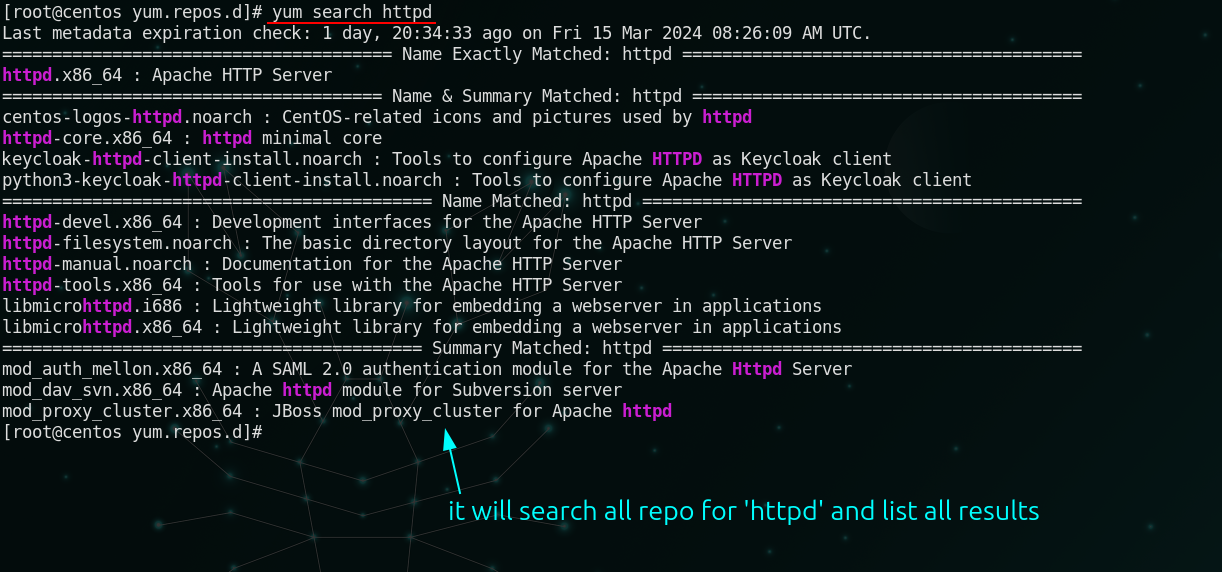 [root@centos yum.repos.d]# yum search httpd
Last metadata expiration check: 1 day, 20:34:33 ago on Fri 15 Mar 2024 08:26:09 AM UTC.
======================================= Name Exactly Matched: httpd ========================================
httpd.x86_64 : Apache HTTP Server
====================================== Name & Summary Matched: httpd =======================================
centos-logos-httpd.noarch : CentOS-related icons and pictures used by httpd
httpd-core.x86_64 : httpd minimal core
keycloak-httpd-client-install.noarch : Tools to configure Apache HTTPD as Keycloak client
python3-keycloak-httpd-client-install.noarch : Tools to configure Apache HTTPD as Keycloak client
=========================================== Name Matched: httpd ============================================
httpd-devel.x86_64 : Development interfaces for the Apache HTTP Server
httpd-filesystem.noarch : The basic directory layout for the Apache HTTP Server
httpd-manual.noarch : Documentation for the Apache HTTP Server
httpd-tools.x86_64 : Tools for use with the Apache HTTP Server
libmicrohttpd.i686 : Lightweight library for embedding a webserver in applications
libmicrohttpd.x86_64 : Lightweight library for embedding a webserver in applications
========================================== Summary Matched: httpd ==========================================
mod_auth_mellon.x86_64 : A SAML 2.0 authentication module for the Apache Httpd Server
mod_dav_svn.x86_64 : Apache httpd module for Subversion server
mod_proxy_cluster.x86_64 : JBoss mod_proxy_cluster for Apache httpd
[root@centos yum.repos.d]#
it will search all repo for 'httpd' and list all results